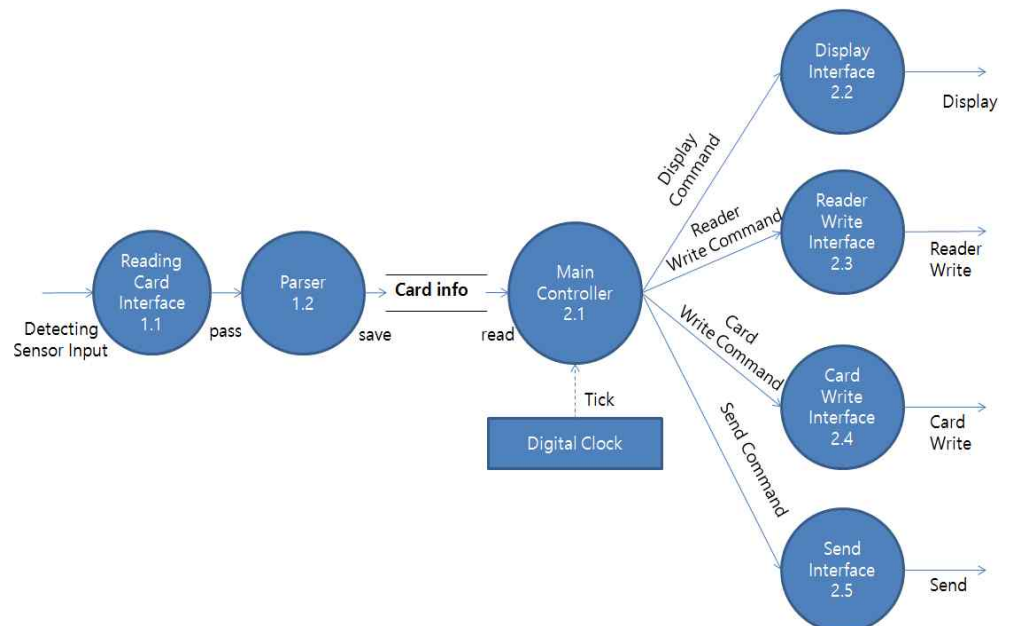 Detecting
Sensor Input
Reading
Card
Interface
1.1
pass
Parser
1.2
save
Card info
read
Main
Controller
2.1
Tick
Digital Clock
Display
Command
Reader
Write Command
Card
Write Command
Send Command
Display
Interface
2.2
Display
Reader
Write
Interface
2.3
Reader
Write
Card
Write
Interface
2.4
Card
Write
Send
Interface
2.5
Send